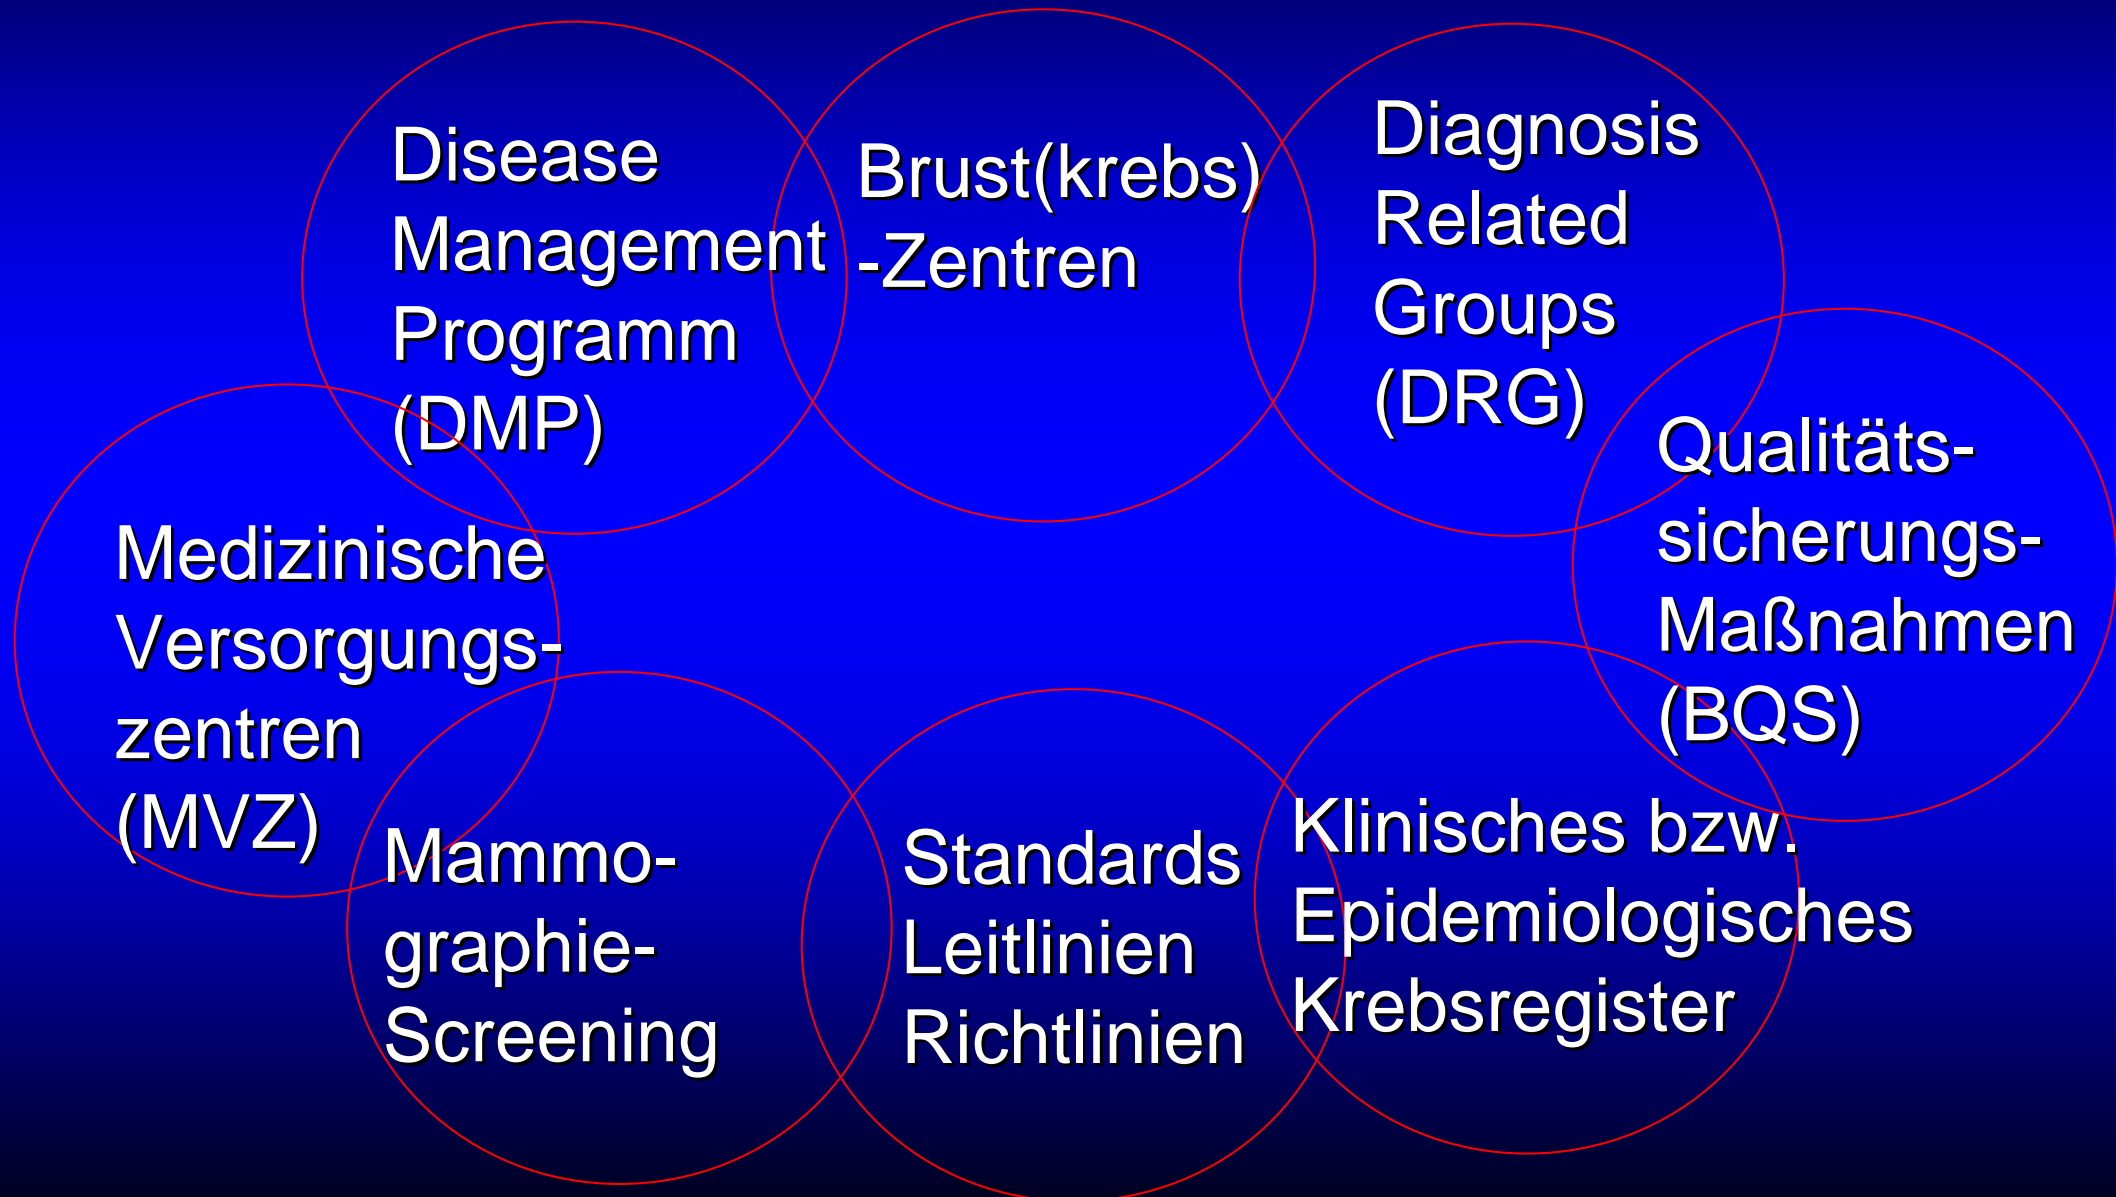 Disease
Management
Programm
(DMP)
Brust(krebs)
-Zentren
Diagnosis
Related
Groups
(DRG)
Qualitäts-
sicherungs-
Maßnahmen
(BQS)
Medizinische
Versorgungs-
zentren
(MVZ)
Mammo-
graphie-
Screening
Standards
Leitlinien
Richtlinien
Klinisches bzw.
Epidemiologisches
Krebsregister